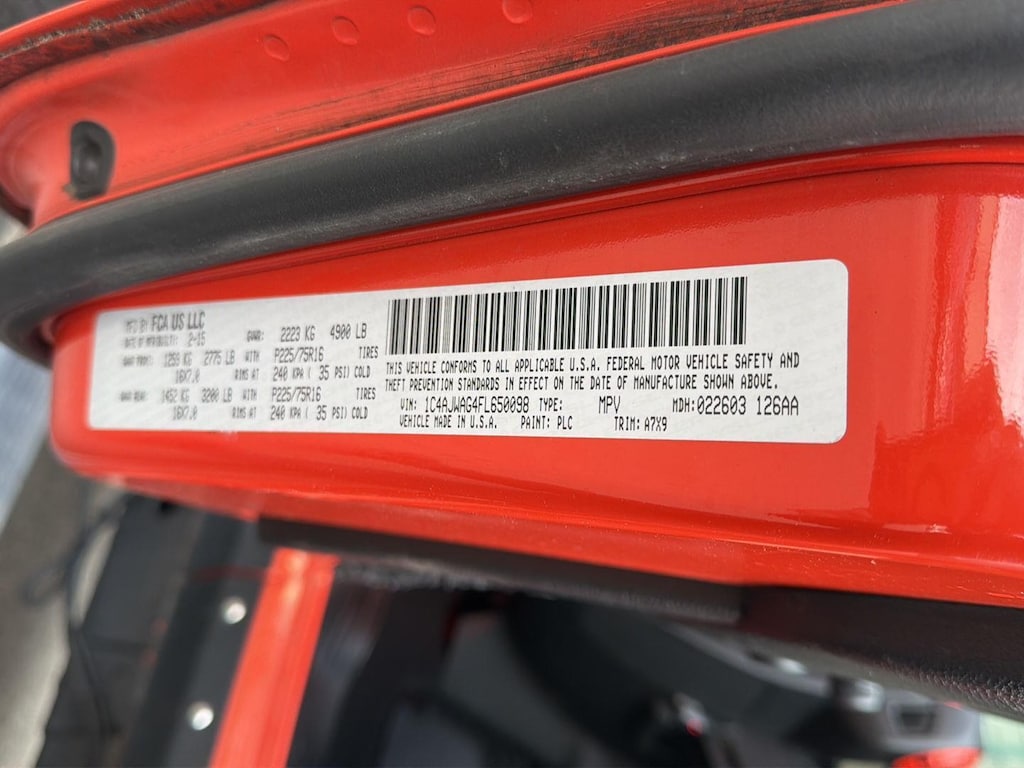 MFD BY FCA US LLC
DATE OF MFR(BUILT): 2-15 GVWR: 2223 KG 4900 LB
GAWR FRONT: 1259 KG 2775 LB WITH P225/75R16 TIRES
16X7.0 RIMS AT 240 KPA ( 35 PSI) COLD
GAWR REAR: 1452 KG 3200 LB WITH P225/75R16 TIRES
16X7.0 RIMS AT 240 KPA ( 35 PSI) COLD
THIS VEHICLE CONFORMS TO ALL APPLICABLE U.S.A. FEDERAL MOTOR VEHICLE SAFETY AND
THEFT PREVENTION STANDARDS IN EFFECT ON THE DATE OF MANUFACTURE SHOWN ABOVE.
VIN: 1C4AJWAG4FL650098 TYPE: MPV MDH:022603 126AA
VEHICLE MADE IN U.S.A. PAINT: PLC TRIM: A7X9